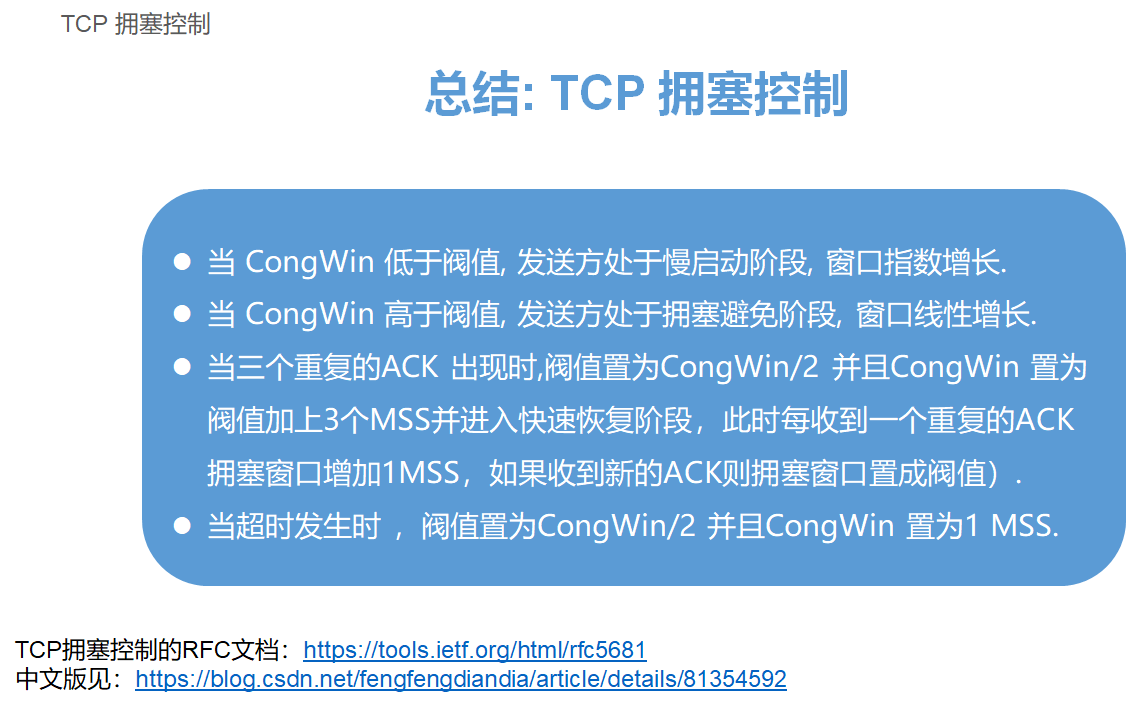 TCP 拥塞控制
总结: TCP 拥塞控制
● 当 CongWin 低于阀值, 发送方处于慢启动阶段, 窗口指数增长.
● 当 CongWin 高于阀值, 发送方处于拥塞避免阶段, 窗口线性增长.
● 当三个重复的ACK 出现时,阀值置为CongWin/2 并且CongWin 置为
阀值加上3个MSS并进入快速恢复阶段，此时每收到一个重复的ACK
拥塞窗口增加1MSS，如果收到新的ACK则拥塞窗口置成阀值）.
● 当超时发生时 ，阀值置为CongWin/2 并且CongWin 置为1 MSS.
TCP拥塞控制的RFC文档：https://tools.ietf.org/html/rfc5681
中文版见：https://blog.csdn.net/fengfengdiandia/article/details/81354592